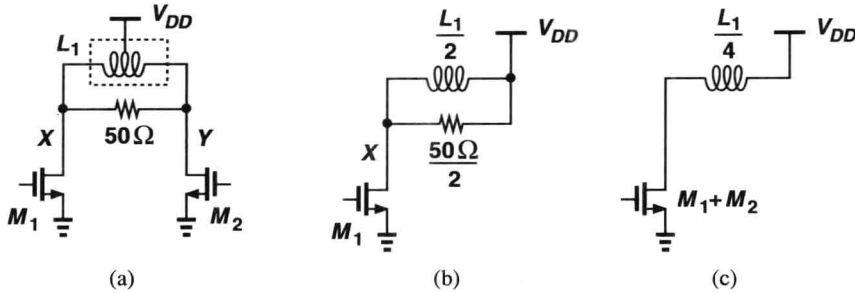 V_DD
L_1
50Ω
X
Y
M_1
M_2
(a)
L_1
2
V_DD
50Ω
2
X
M_1
(b)
L_1
4
V_DD
M_1+M_2
(c)